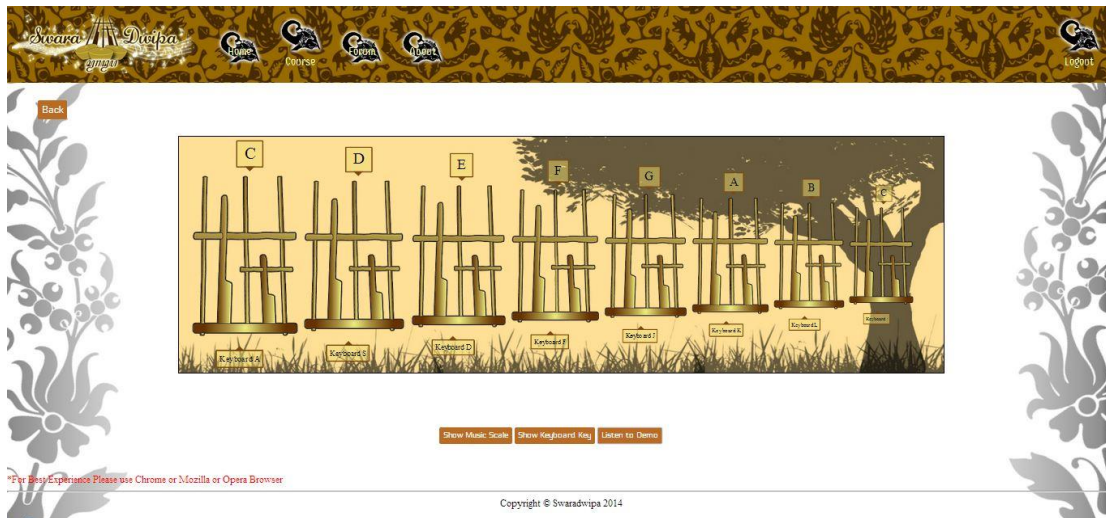 Swara Dwipa
Home
Course
Forum
About
Logout
Back
C
D
E
F
G
A
B
C
Keyboard A
Keyboard S
Keyboard D
Keyboard F
Keyboard J
Keyboard K
Keyboard L
Keyboard
Show Music Scale
Show Keyboard Key
Listen to Demo
*For Best Experience Please use Chrome or Mozilla or Opera Browser
Copyright © Swaradwipa 2014